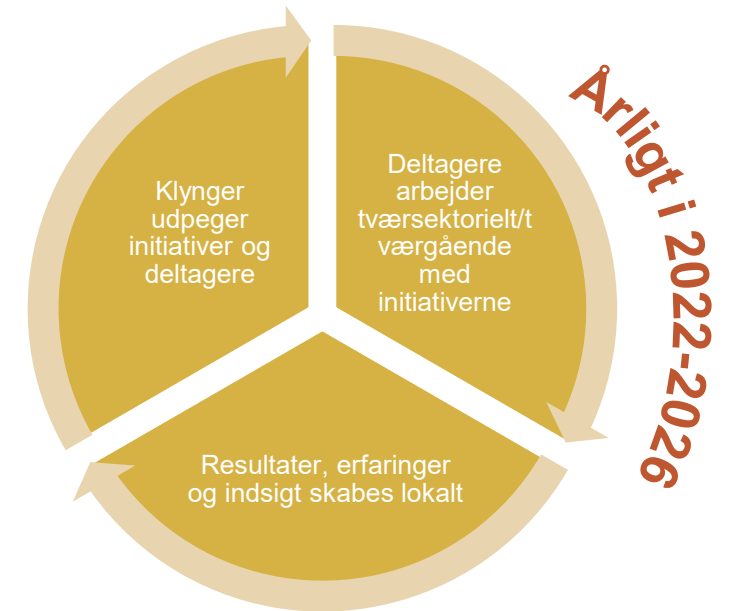 Klynger
udpeger
initiativer og
deltagere
Deltagere
arbejder
tværsektorielt/t
værgående
med
initiativerne
Resultater, erfaringer
og indsigt skabes lokalt
Årligt i 2022-2026